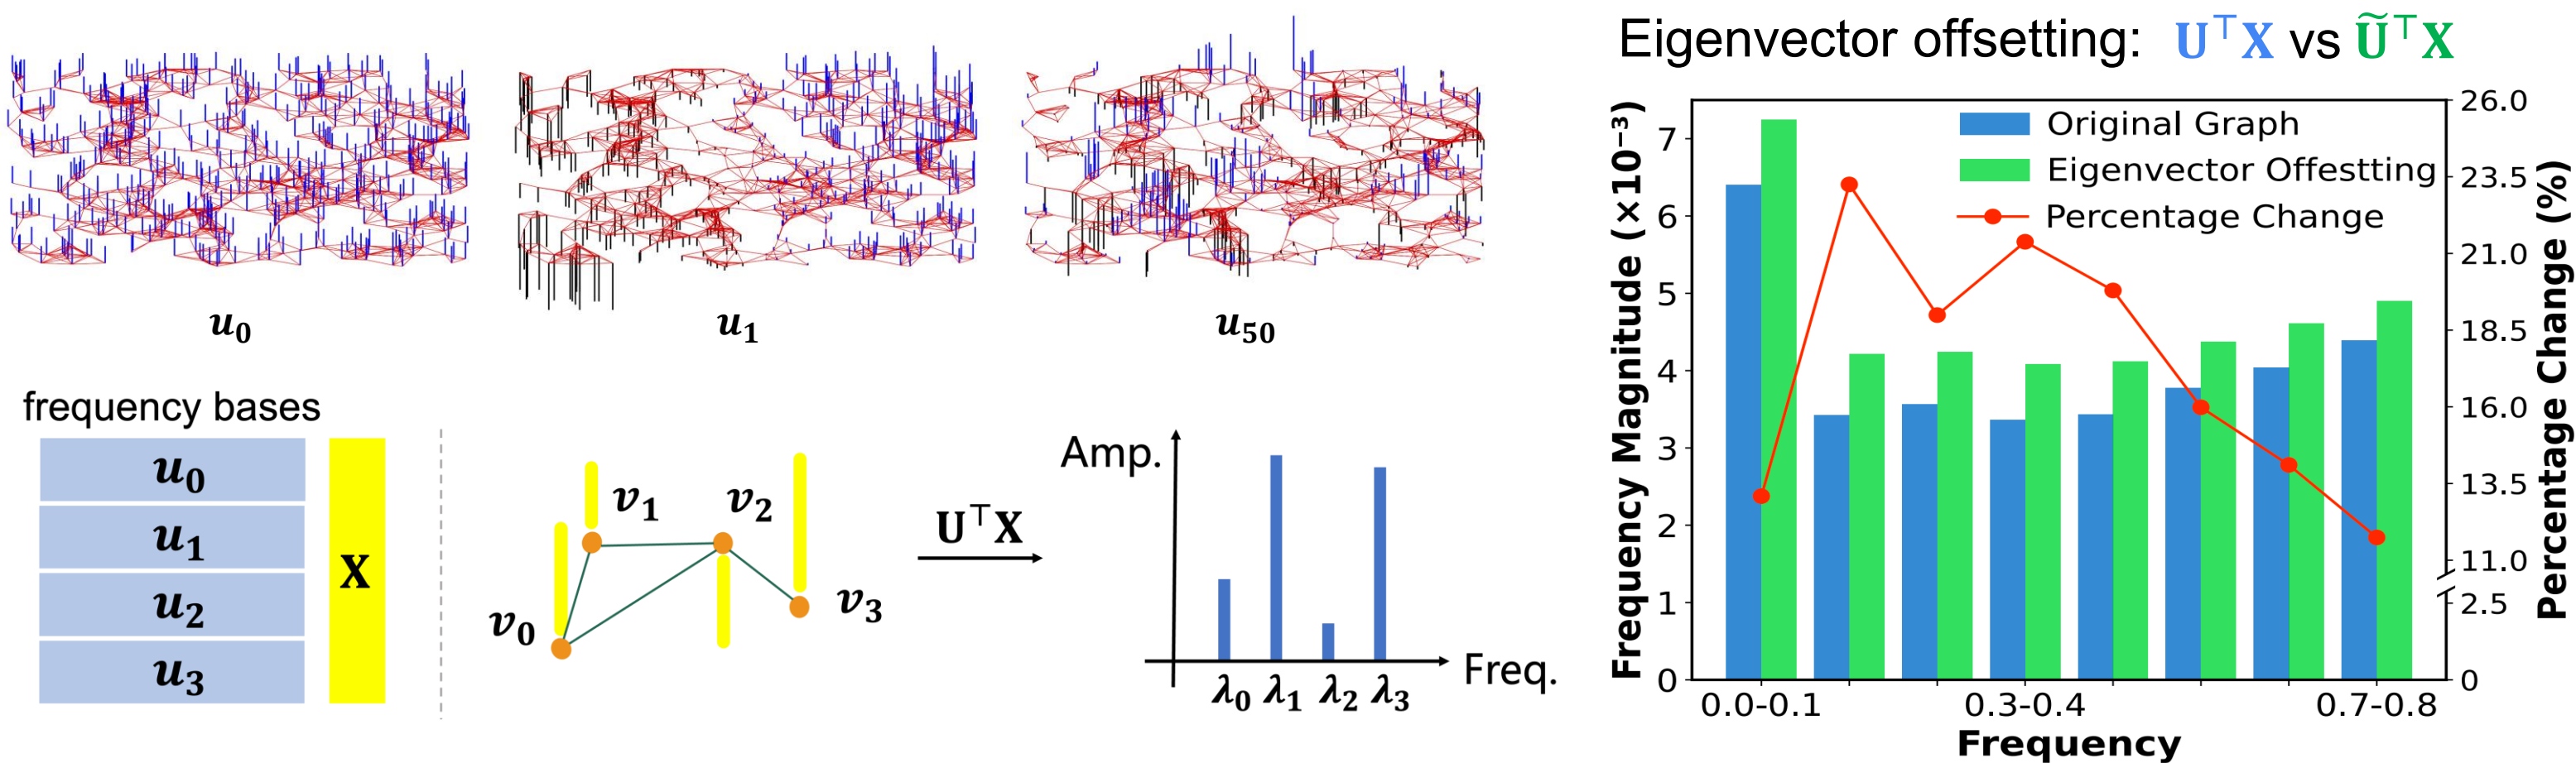 u₀
u₁
u₅₀
frequency bases
u₀
u₁
u₂
u₃
X
v₀
v₁
v₂
v₃
U⊤X
Amp.
λ₀ λ₁ λ₂ λ₃
Freq.
Eigenvector offsetting: U⊤X vs Ũ⊤X
Original Graph
Eigenvector Offestting
Percentage Change
Frequency Magnitude (×10⁻³)
7
6
5
4
3
2
1
0
26.0
23.5
21.0
18.5
16.0
13.5
11.0
2.5
0
Percentage Change (%)
0.0-0.1 0.3-0.4 0.7-0.8
Frequency